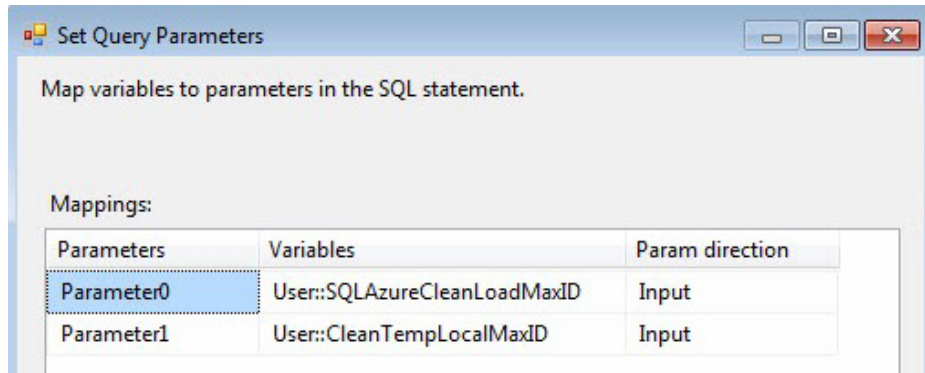 Set Query Parameters
Map variables to parameters in the SQL statement.
Mappings:
Parameters Variables Param direction
Parameter0 User::SQLAzureCleanLoadMaxID Input
Parameter1 User::CleanTempLocalMaxID Input